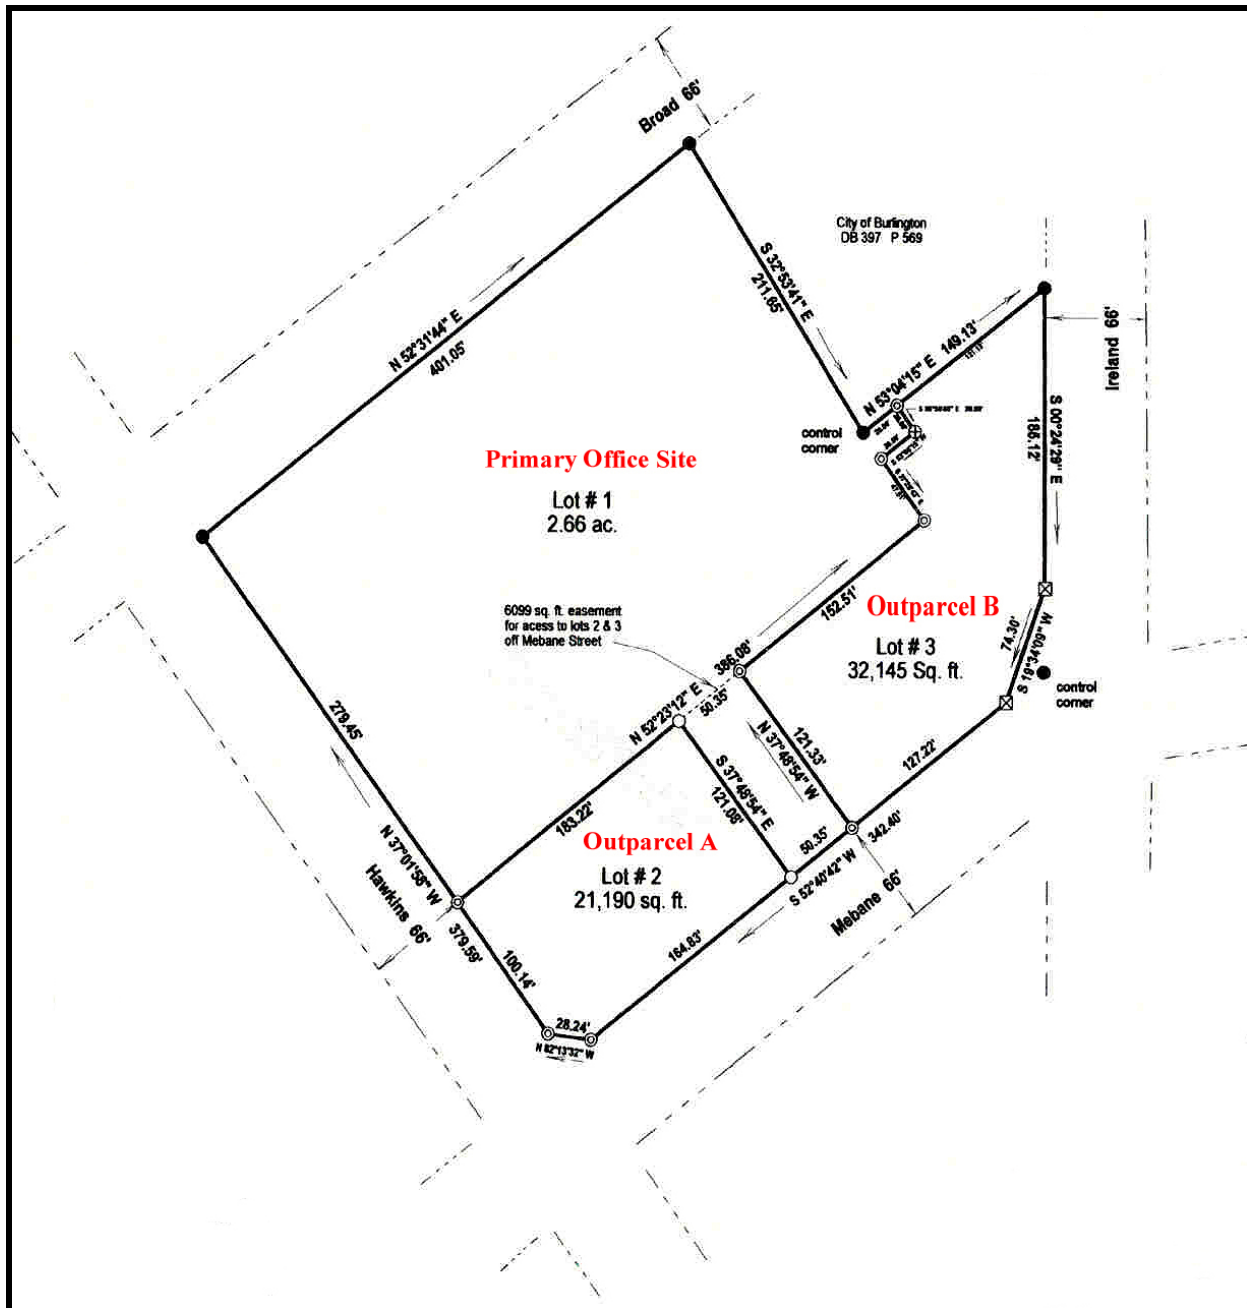 Broad 66'
City of Burlington
DB 397 P 569
S 32°53'41" E
211.65'
N 52°31'44" E
401.05'
N 53°04'15" E 149.13'
Ireland 66'
S 00°24'29" E
186.12'
control
corner
Primary Office Site
Lot # 1
2.66 ac.
6099 sq. ft. easement
for acess to lots 2 & 3
off Mebane Street
152.51'
Outparcel B
Lot # 3
32,145 Sq. ft.
74.30'
S 19°34'09" W
control
corner
386.08'
N 52°23'12" E
50.35'
279.45'
121.33'
N 37°48'54" W
S 37°48'54" E
121.08'
127.22'
183.22'
Outparcel A
Lot # 2
21,190 sq. ft.
50.35'
342.40'
S 52°40'42" W
Mebane 66'
N 37°01'58" W
Hawkins 66'
379.59'
100.14'
164.83'
28.24'
N 82°13'32" W